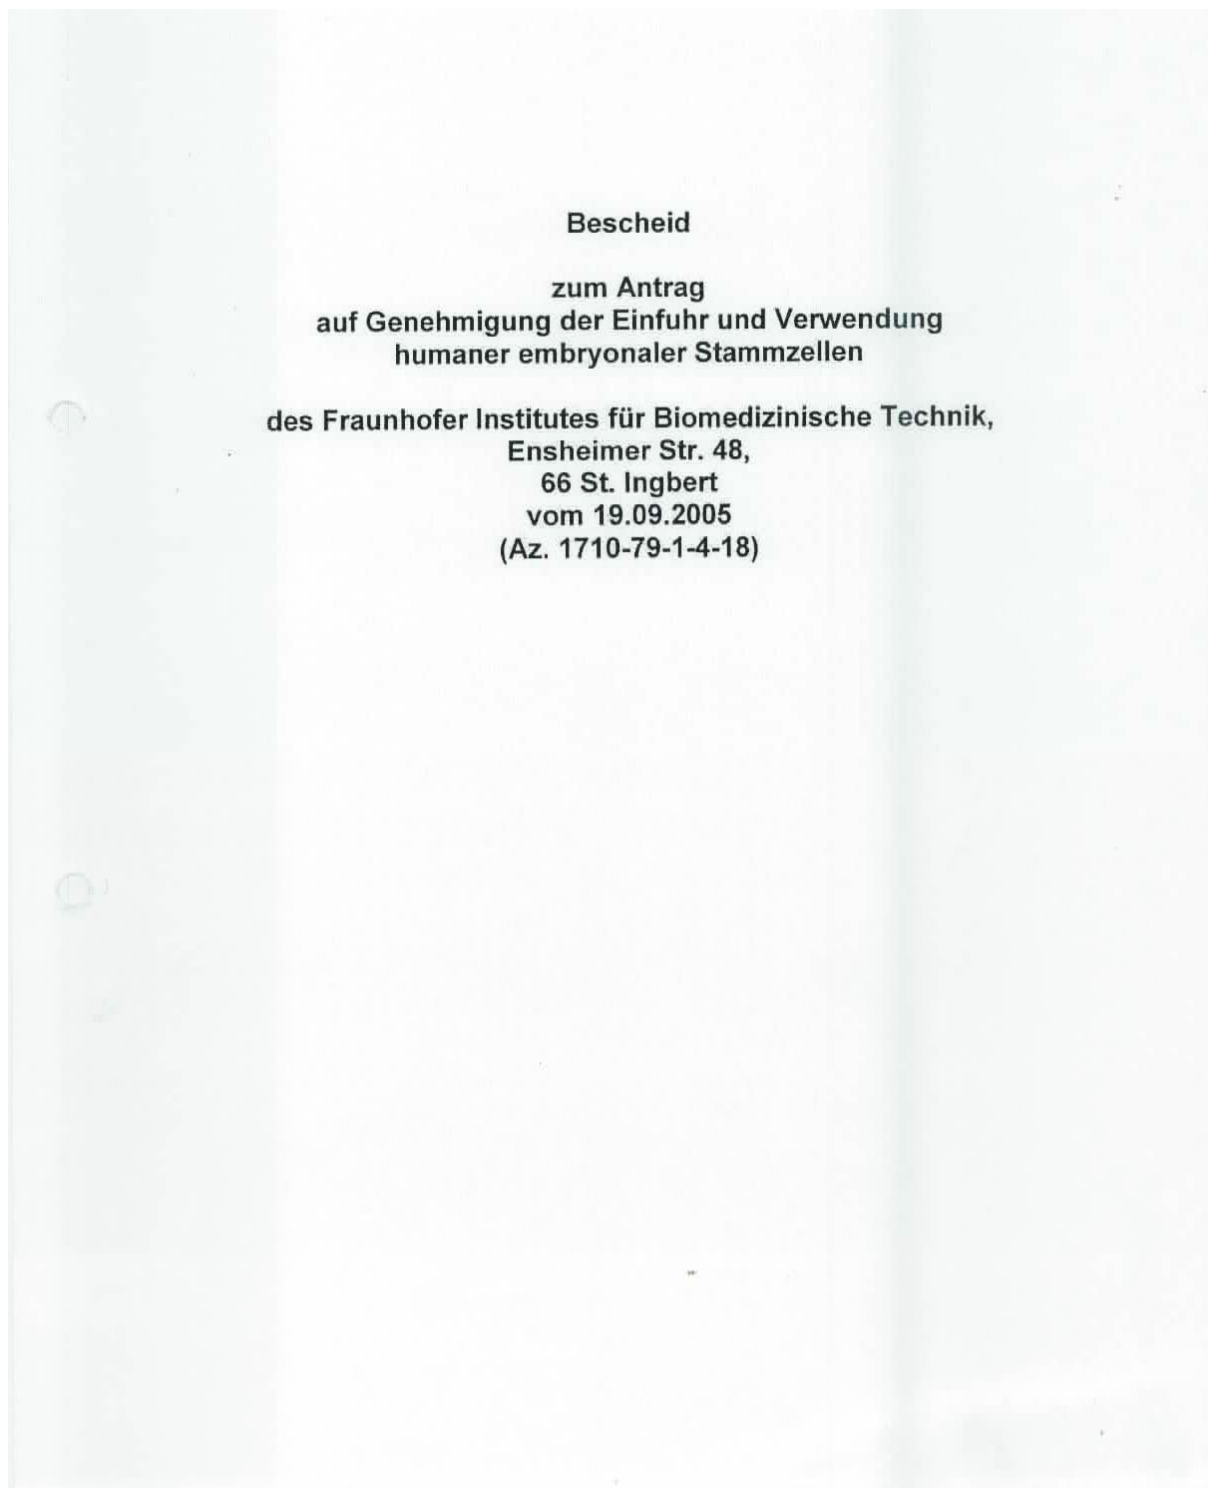 Bescheid
zum Antrag
auf Genehmigung der Einfuhr und Verwendung
humaner embryonaler Stammzellen
des Fraunhofer Institutes für Biomedizinische Technik,
Ensheimer Str. 48,
66 St. Ingbert
vom 19.09.2005
(Az. 1710-79-1-4-18)